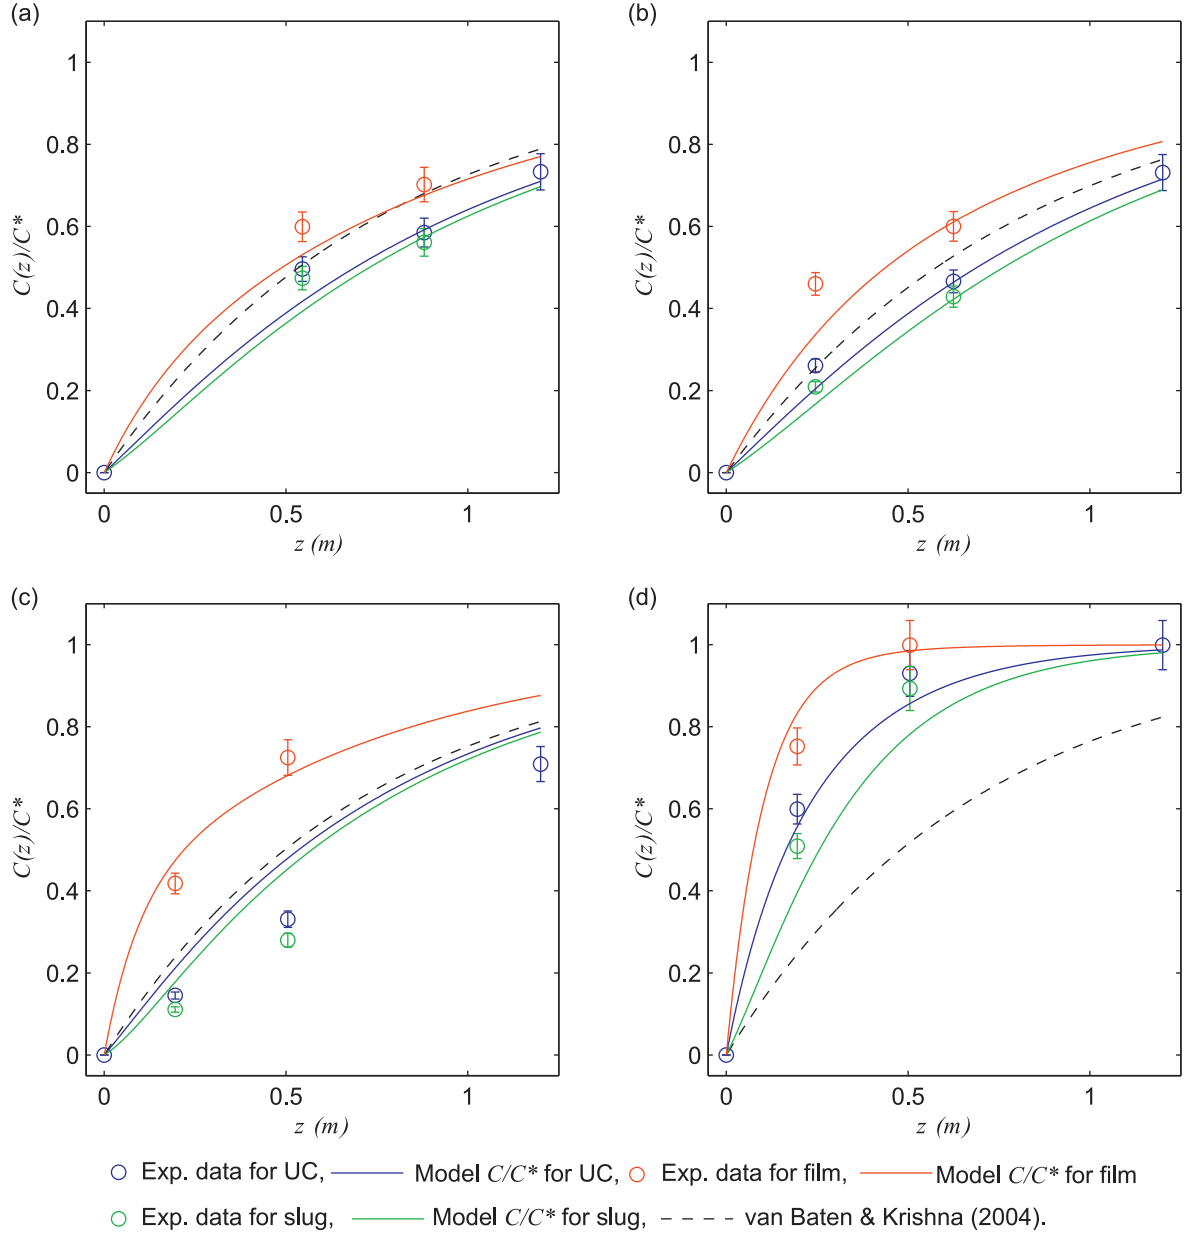 (a)
1
0.8
0.6
0.4
0.2
0
C(z)/C*
0 0.5 1
z (m)
(b)
1
0.8
0.6
0.4
0.2
0
C(z)/C*
0 0.5 1
z (m)
(c)
1
0.8
0.6
0.4
0.2
0
C(z)/C*
0 0.5 1
z (m)
(d)
1
0.8
0.6
0.4
0.2
0
C(z)/C*
0 0.5 1
z (m)
Exp. data for UC, Model C/C* for UC, Exp. data for film, Model C/C* for film
Exp. data for slug, Model C/C* for slug, van Baten & Krishna (2004).